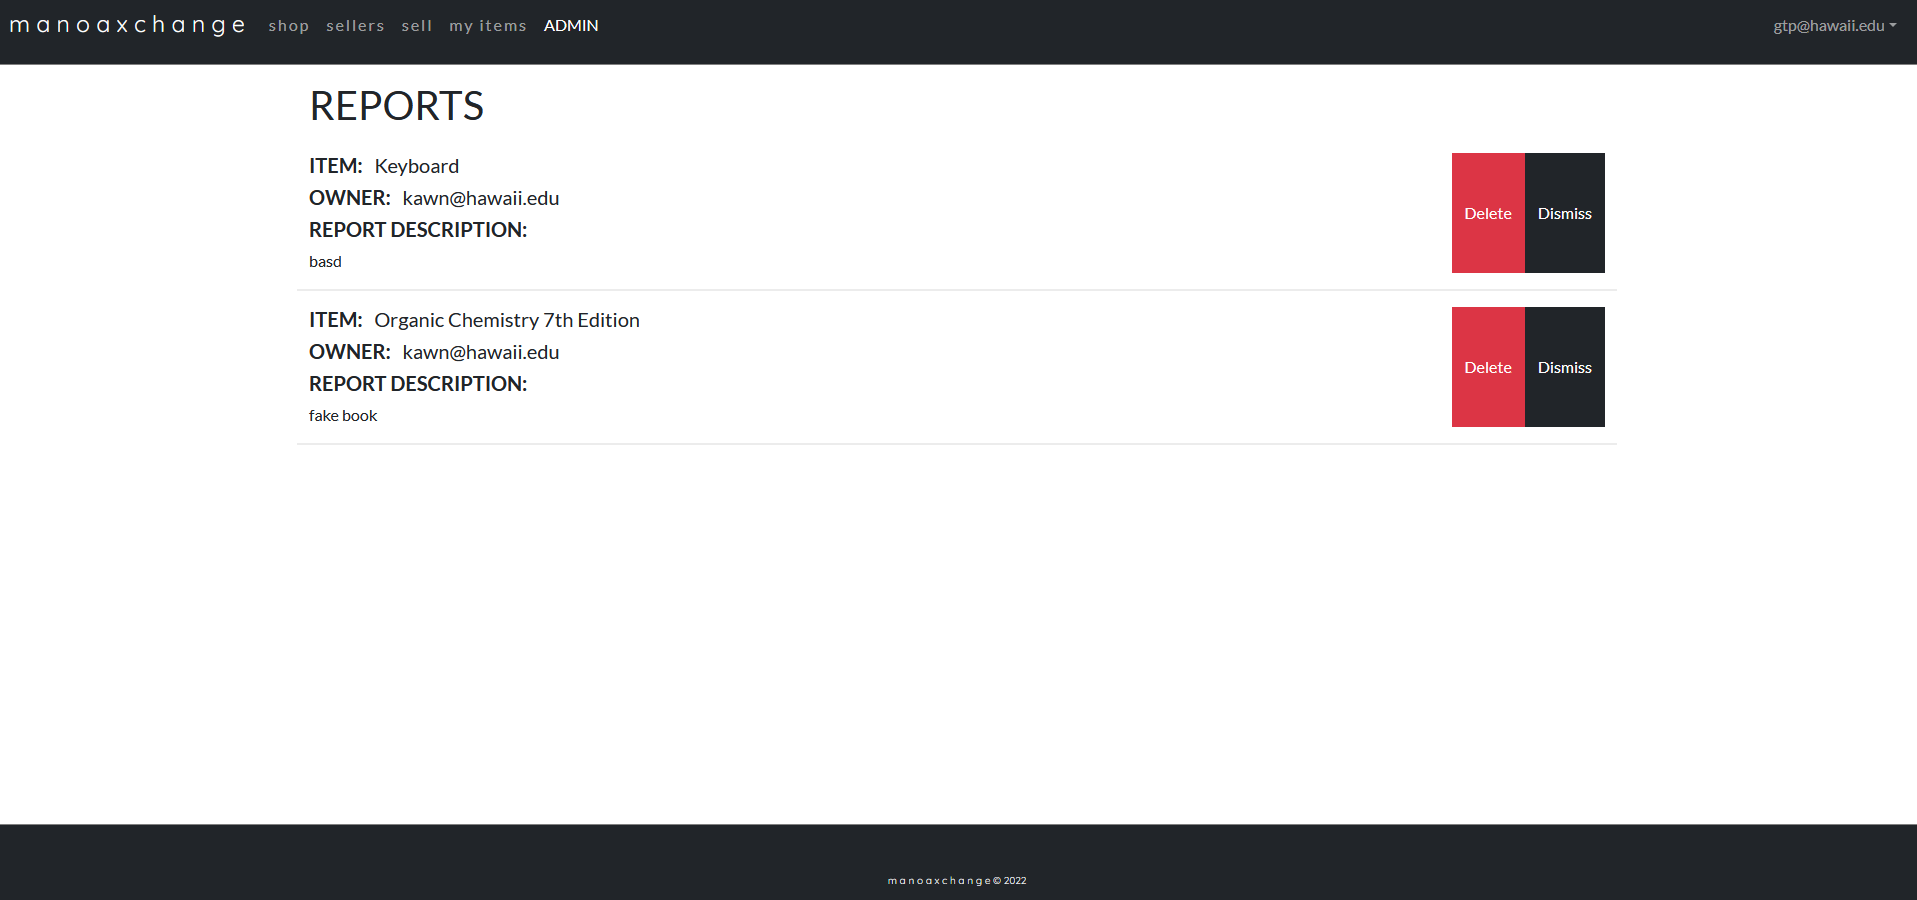 manoaxchange shop sellers sell my items ADMIN gtp@hawaii.edu
REPORTS
ITEM: Keyboard
OWNER: kawn@hawaii.edu
REPORT DESCRIPTION:
basd
Delete Dismiss
ITEM: Organic Chemistry 7th Edition
OWNER: kawn@hawaii.edu
REPORT DESCRIPTION:
fake book
Delete Dismiss
manoaxchange © 2022